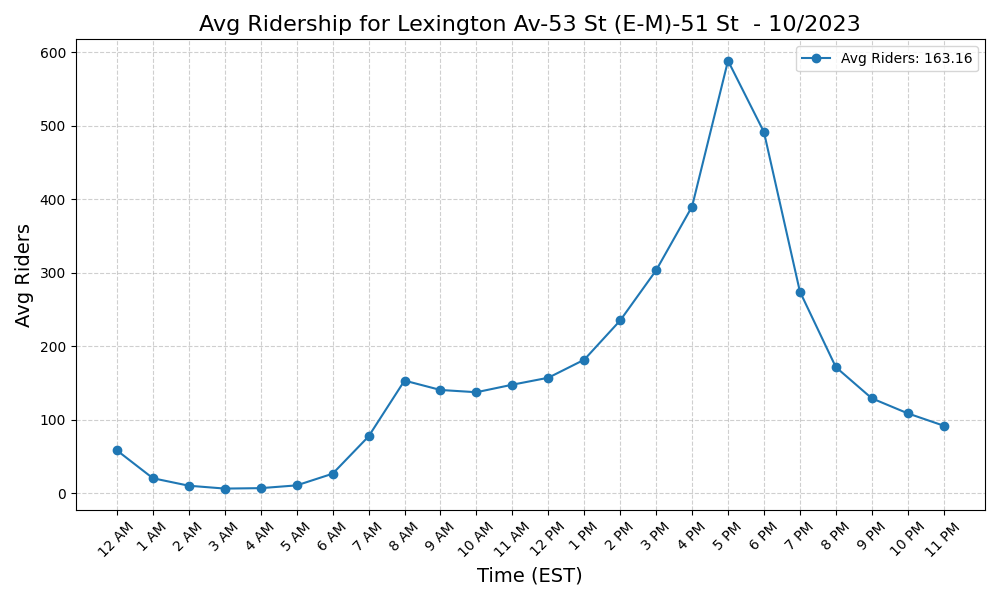 Avg Ridership for Lexington Av-53 St (E-M)-51 St  - 10/2023
Avg Riders: 163.16
Avg Riders
600
500
400
300
200
100
0
12 AM
1 AM
2 AM
3 AM
4 AM
5 AM
6 AM
7 AM
8 AM
9 AM
10 AM
11 AM
12 PM
1 PM
2 PM
3 PM
4 PM
5 PM
6 PM
7 PM
8 PM
9 PM
10 PM
11 PM
Time (EST)